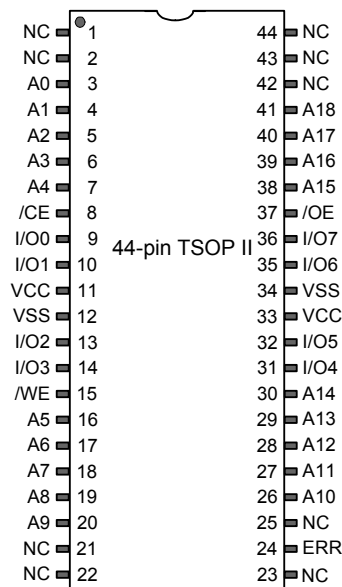 NC 1 44 NC
NC 2 43 NC
A0 3 42 NC
A1 4 41 A18
A2 5 40 A17
A3 6 39 A16
A4 7 38 A15
/CE 8 37 /OE
I/O0 9 44-pin TSOP II 36 I/O7
I/O1 10 35 I/O6
VCC 11 34 VSS
VSS 12 33 VCC
I/O2 13 32 I/O5
I/O3 14 31 I/O4
/WE 15 30 A14
A5 16 29 A13
A6 17 28 A12
A7 18 27 A11
A8 19 26 A10
A9 20 25 NC
NC 21 24 ERR
NC 22 23 NC